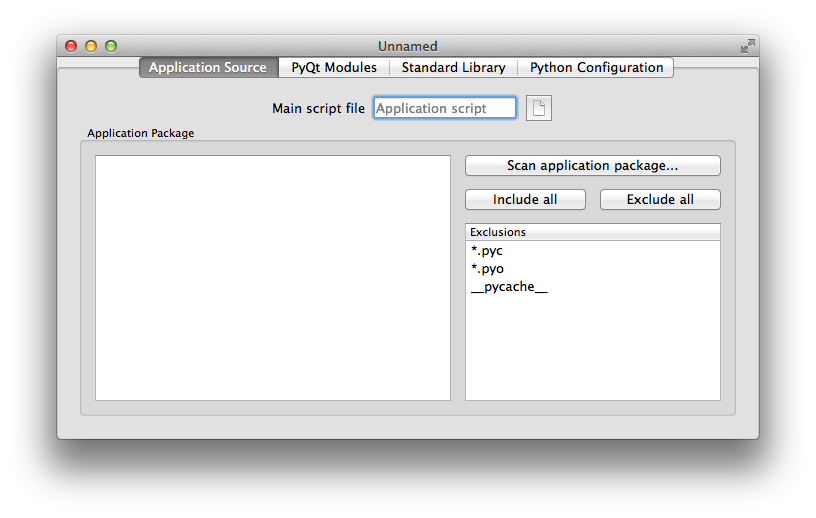 Unnamed
Application Source PyQt Modules Standard Library Python Configuration
Main script file Application script
Application Package
Scan application package...
Include all Exclude all
Exclusions
*.pyc
*.pyo
__pycache__